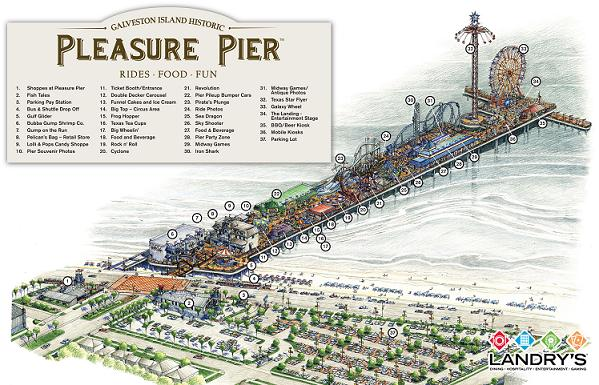 GALVESTON ISLAND HISTORIC
PLEASURE PIER™
RIDES · FOOD · FUN
1. Shoppes at Pleasure Pier
2. Fish Tales
3. Parking Pay Station
4. Bus & Shuttle Drop Off
5. Gulf Glider
6. Bubba Gump Shrimp Co.
7. Gump on the Run
8. Pelican's Bag – Retail Store
9. Lolli & Pops Candy Shoppe
10. Pier Souvenir Photos
11. Ticket Booth/Entrance
12. Double Decker Carousel
13. Funnel Cakes and Ice Cream
14. Big Top – Circus Area
15. Frog Hopper
16. Texas Tea Cups
17. Big Wheelin'
18. Food and Beverage
19. Rock n' Roll
20. Cyclone
21. Revolution
22. Pier Pileup Bumper Cars
23. Pirate's Plunge
24. Ride Photos
25. Sea Dragon
26. Sky Shooter
27. Food & Beverage
28. Pier Party Zone
29. Midway Games
30. Iron Shark
31. Midway Games/
Antique Photos
32. Texas Star Flyer
33. Galaxy Wheel
34. The Landing -
Entertainment Stage
35. BBQ/Beer Kiosk
36. Mobile Kiosks
37. Parking Lot
LANDRY'S
DINING · HOSPITALITY · ENTERTAINMENT · GAMING